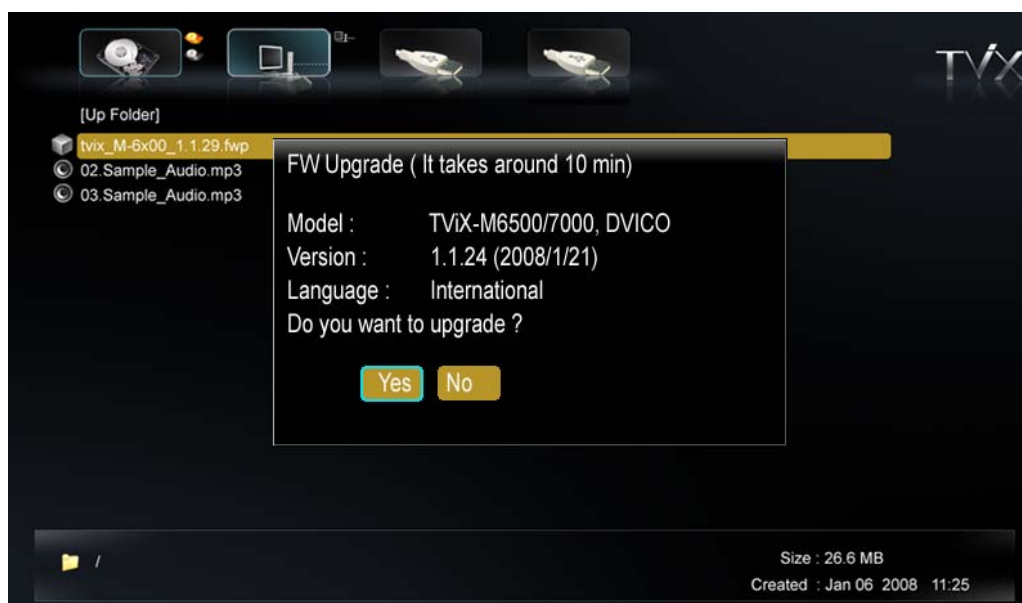 TViX
[Up Folder]
tvix_M-6x00_1.1.29.fwp
02.Sample_Audio.mp3
03.Sample_Audio.mp3
FW Upgrade ( It takes around 10 min)
Model : TViX-M6500/7000, DVICO
Version : 1.1.24 (2008/1/21)
Language : International
Do you want to upgrade ?
Yes No
/
Size : 26.6 MB
Created : Jan 06 2008 11:25